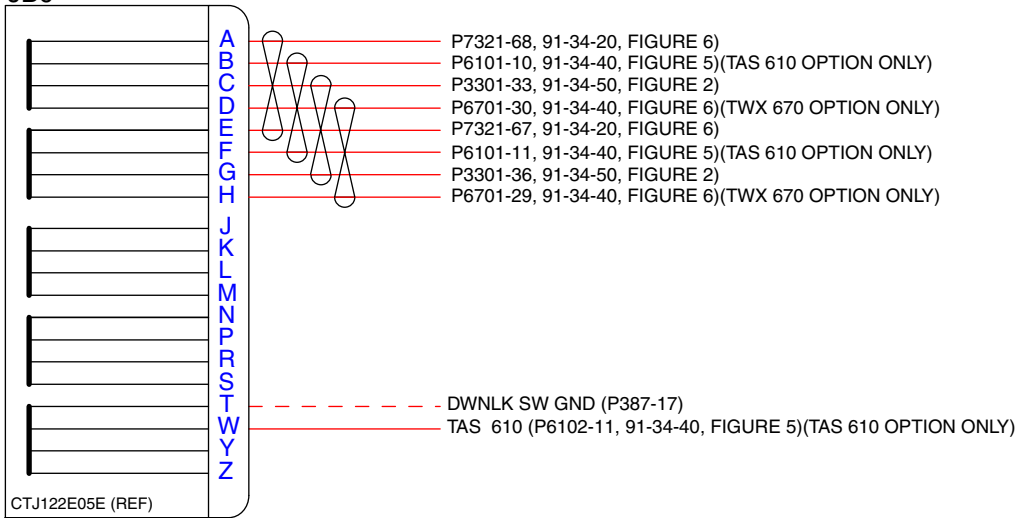 A P7321-68, 91-34-20, FIGURE 6)
B P6101-10, 91-34-40, FIGURE 5)(TAS 610 OPTION ONLY)
C P3301-33, 91-34-50, FIGURE 2)
D P6701-30, 91-34-40, FIGURE 6)(TWX 670 OPTION ONLY)
E P7321-67, 91-34-20, FIGURE 6)
F P6101-11, 91-34-40, FIGURE 5)(TAS 610 OPTION ONLY)
G P3301-36, 91-34-50, FIGURE 2)
H P6701-29, 91-34-40, FIGURE 6)(TWX 670 OPTION ONLY)
J
K
L
M
N
P
R
S
T DWNLK SW GND (P387-17)
W TAS 610 (P6102-11, 91-34-40, FIGURE 5)(TAS 610 OPTION ONLY)
Y
Z
CTJ122E05E (REF)